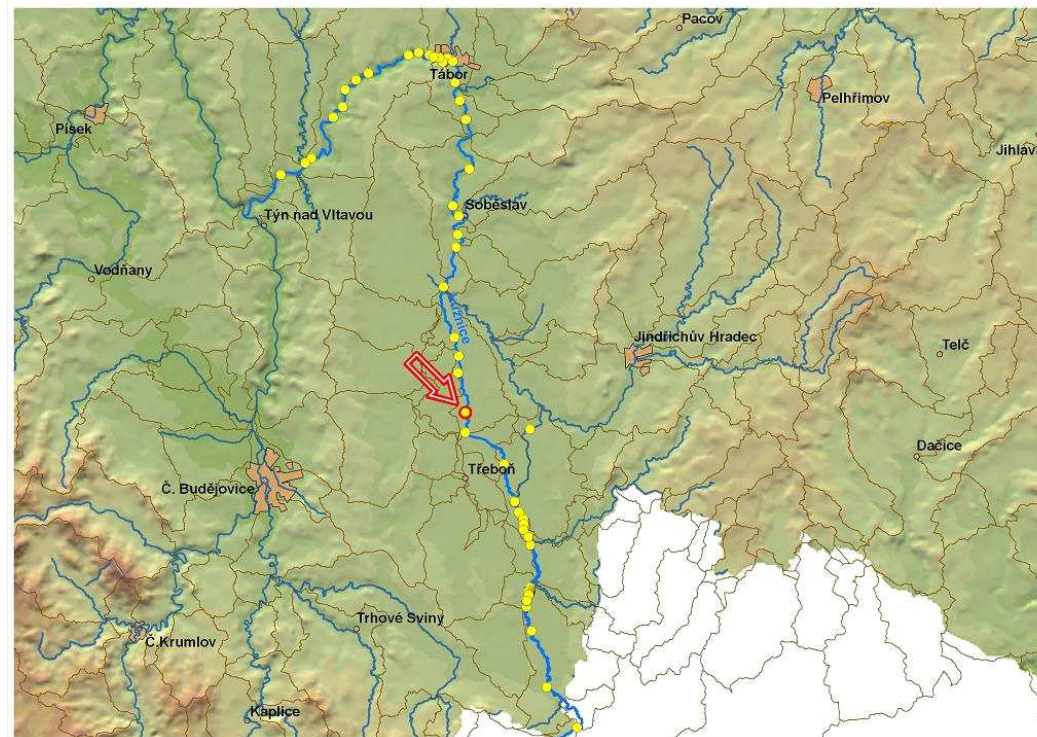 Pacov
Tábor
Pelhřimov
Písek
Jihlava
Soběslav
Týn nad Vltavou
Vodňany
Lužnice
Jindřichův Hradec
Telč
Dačice
Třeboň
Č. Budějovice
Trhové Sviny
Č.Krumlov
Kaplice